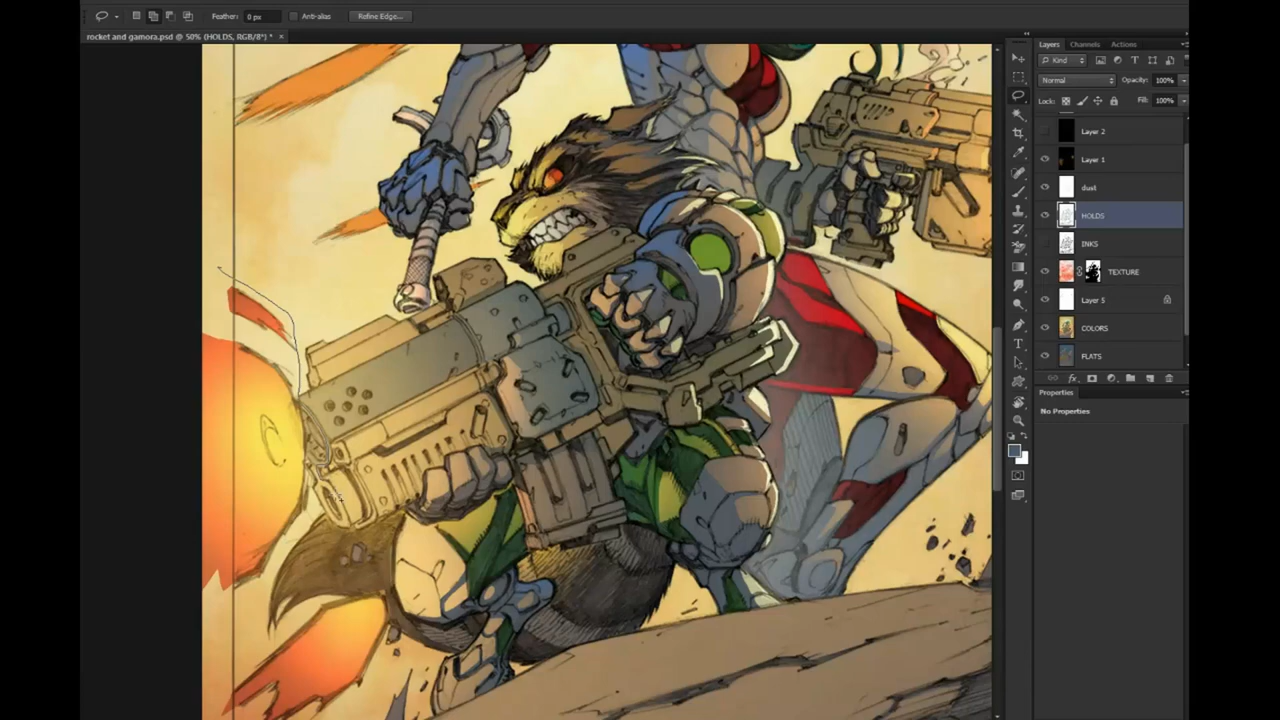 Feather: 0 px Anti-alias Refine Edge...
rocket and gamora.psd @ 50% (HOLDS, RGB/8*) * ×
Layers Channels Actions
Kind
Normal Opacity: 100%
Lock: Fill: 100%
Layer 2
Layer 1
dust
HOLDS
INKS
TEXTURE
Layer 5
COLORS
FLATS
Properties
No Properties